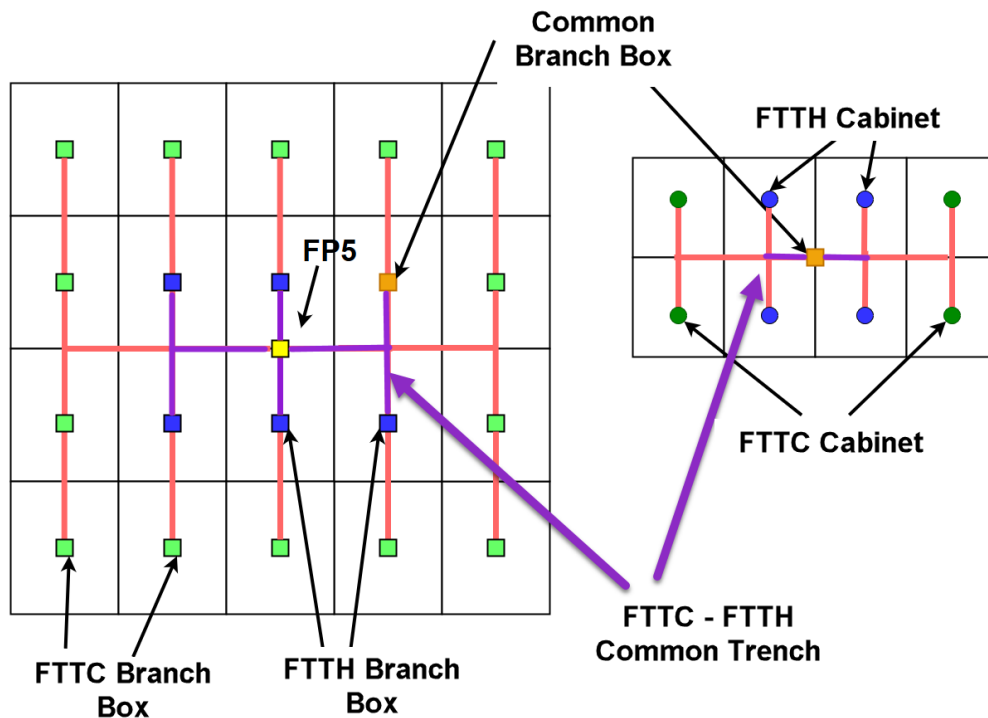 Common
Branch Box
FTTH Cabinet
FP5
FTTC Cabinet
FTTC - FTTH
Common Trench
FTTC Branch
Box
FTTH Branch
Box